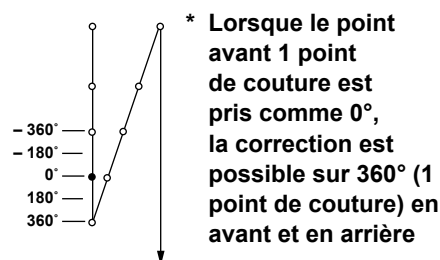 * Lorsque le point
avant 1 point
de couture est
pris comme 0°,
la correction est
possible sur 360° (1
point de couture) en
avant et en arrière
– 360°
– 180°
0°
180°
360°